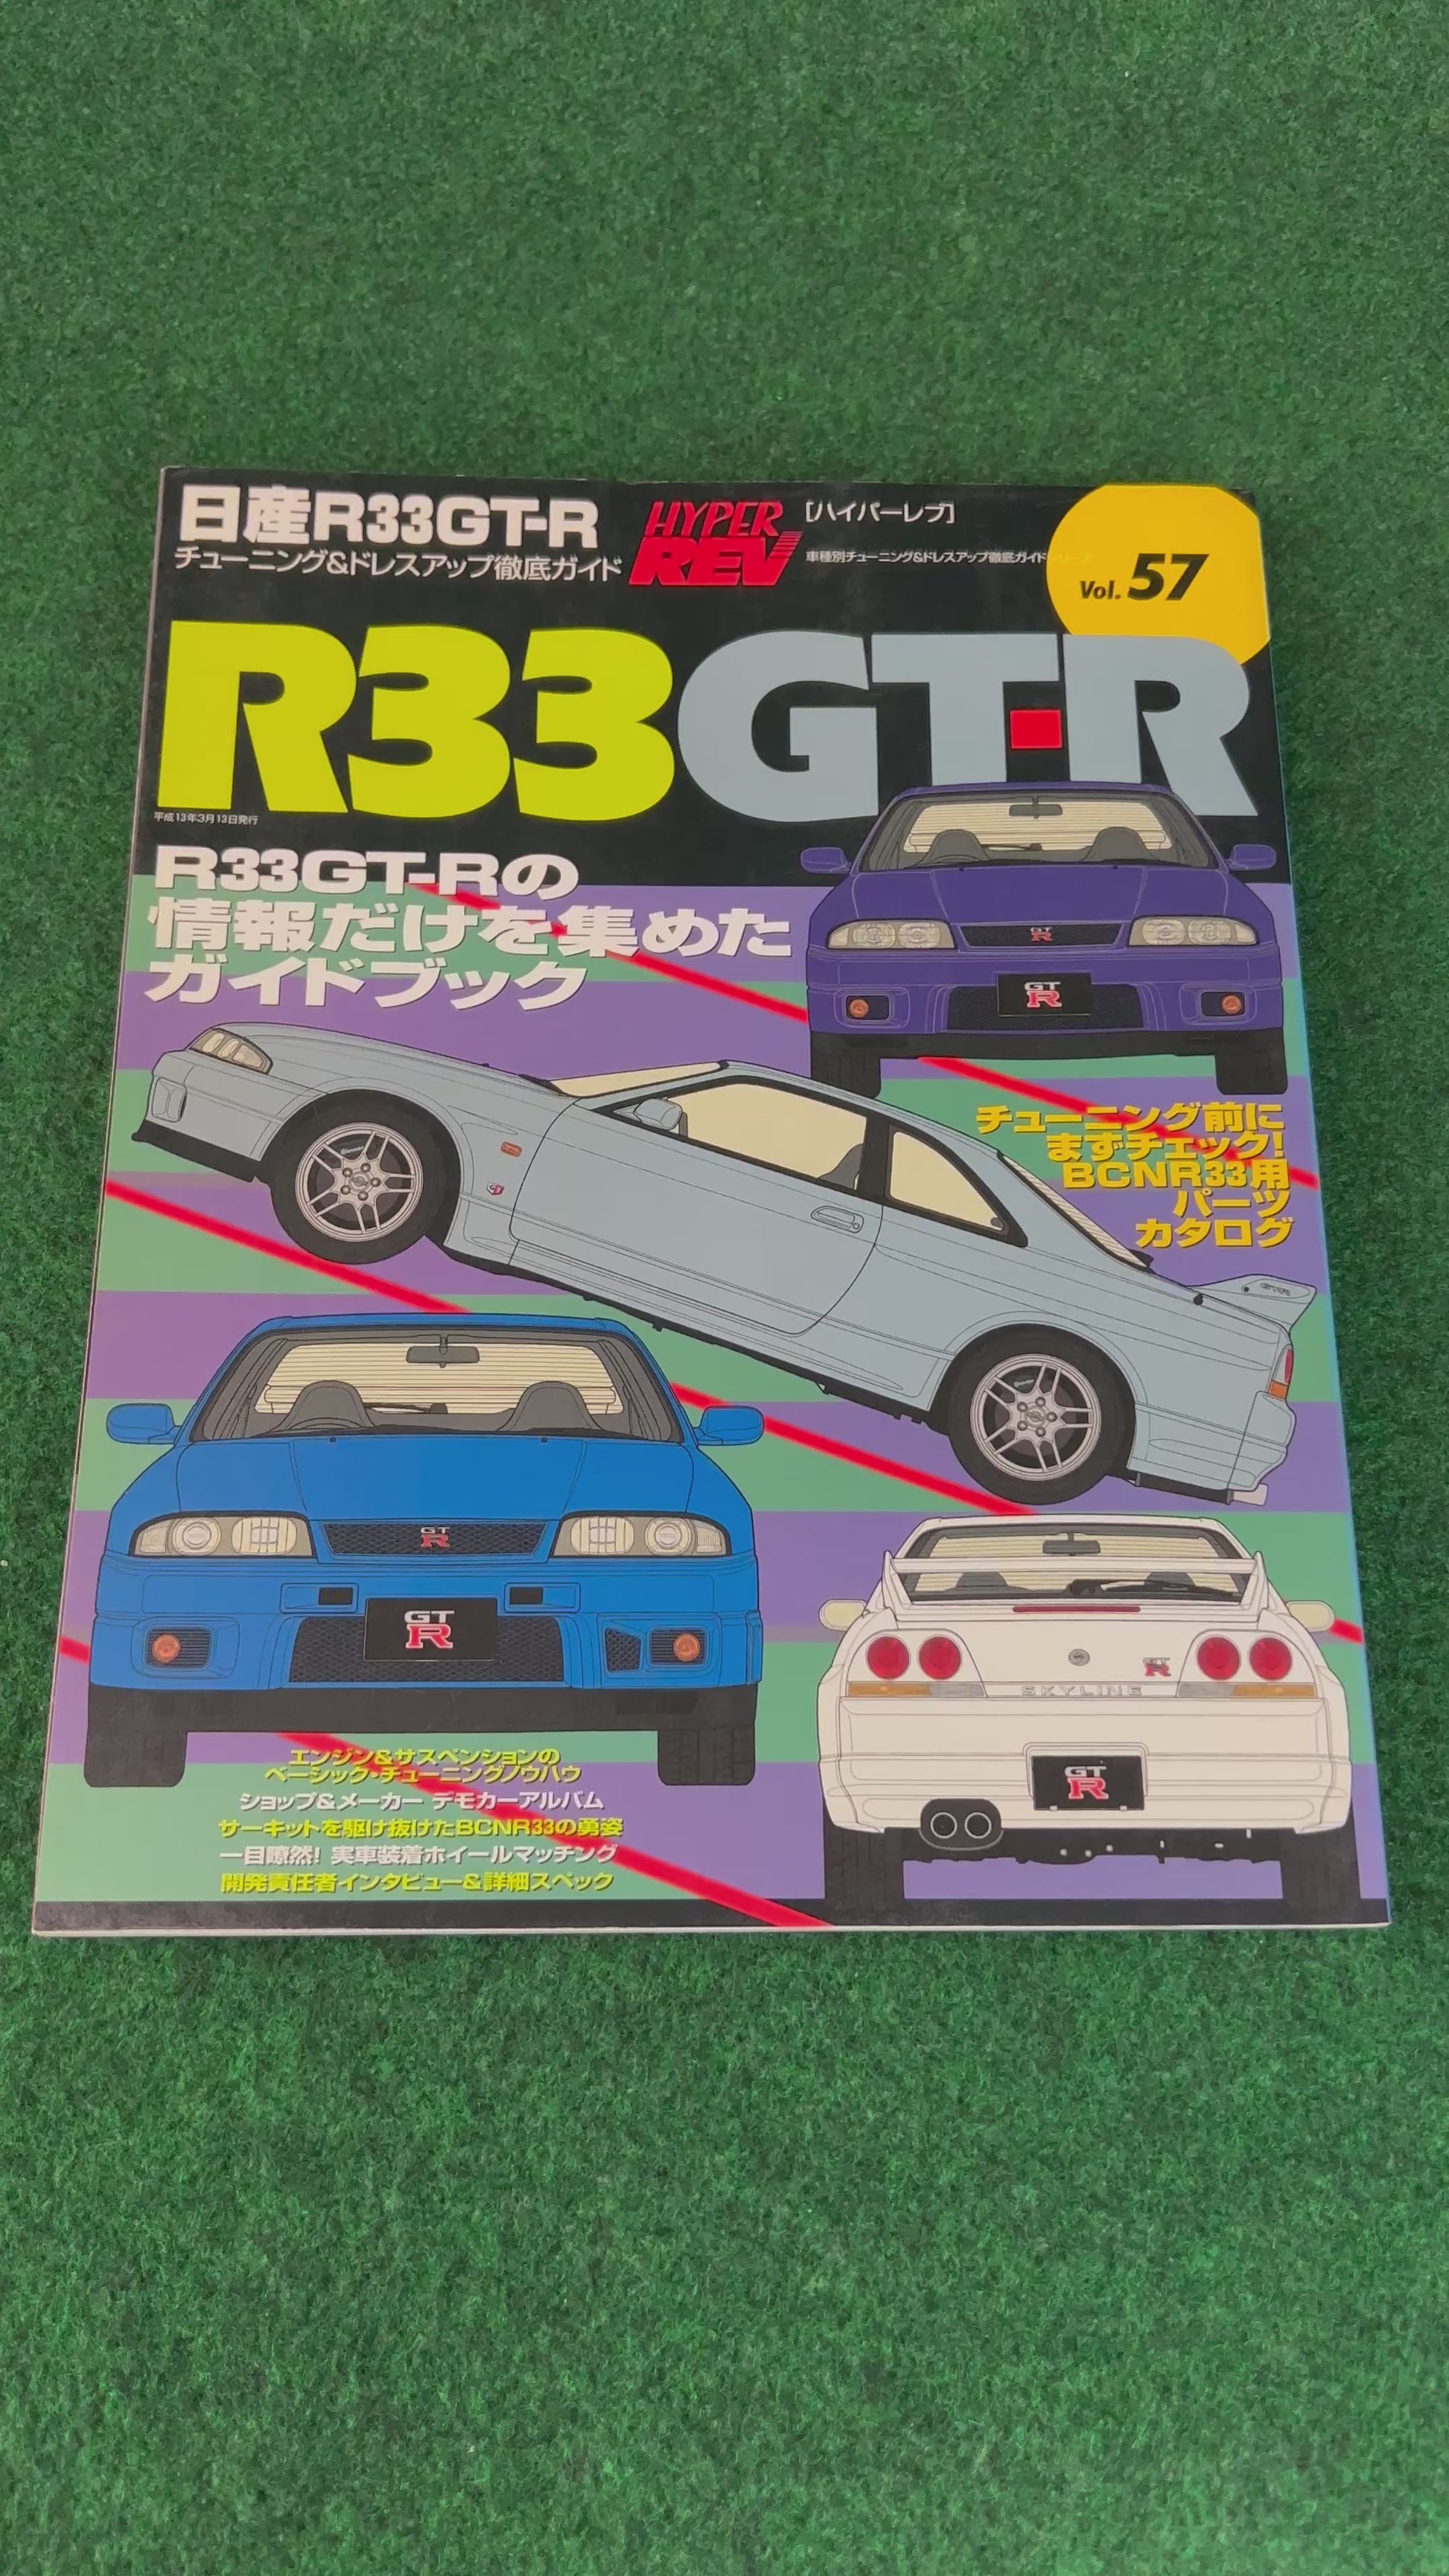 日産R33GT-R
チューニング&ドレスアップ徹底ガイド
HYPER
REV
[ハイパーレブ]
車種別チューニング&ドレスアップ徹底ガイド
Vol. 57
R33GT-R
平成13年3月13日発行
R33GT-Rの
情報だけを集めた
ガイドブック
GT
R
GT
R
チューニング前に
まずチェック!
BCNR33用
パーツ
カタログ
GT-R
GT
R
GT
R
GT
R
SKYLINE
GT
R
エンジン&サスペンションの
ベーシック・チューニングノウハウ
ショップ&メーカー デモカーアルバム
サーキットを駆け抜けたBCNR33の勇姿
一目瞭然! 実車装着ホイールマッチング
開発責任者インタビュー&詳細スペック